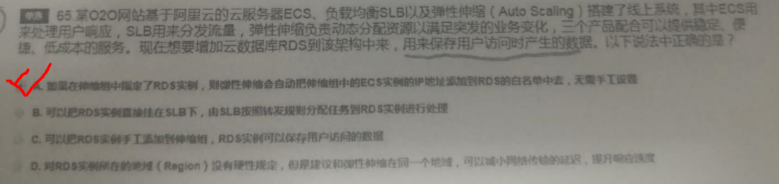 单选 65 某O2O网站基于阿里云的云服务器ECS、负载均衡SLB以及弹性伸缩（Auto Scaling）搭建了线上系统，其中ECS用
来处理用户响应，SLB用来分发流量，弹性伸缩负责动态分配资源以满足突发的业务变化，三个产品配合可以提供稳定、便
捷、低成本的服务。现在想要增加云数据库RDS到该架构中来，用来保存用户访问时产生的数据。以下说法中正确的是？
A. 如果在伸缩组中指定了RDS实例，则弹性伸缩会自动把伸缩组中的ECS实例的IP地址添加到RDS的白名单中去，无需手工设置
B. 可以把RDS实例直接挂在SLB下，由SLB按照转发规则分配任务到RDS实例进行处理
C. 可以把RDS实例手工添加到伸缩组，RDS实例可以保存用户访问的数据
D. 对RDS实例所在的地域（Region）没有硬性规定，但是建议和弹性伸缩在同一个地域，可以减小网络传输的延迟，提升响应速度